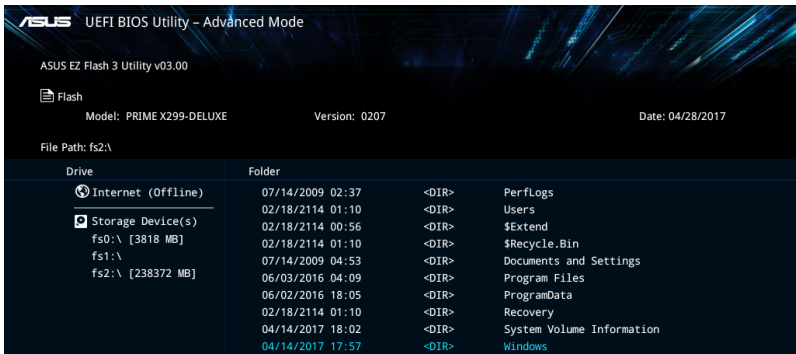 ASUS UEFI BIOS Utility – Advanced Mode
ASUS EZ Flash 3 Utility v03.00
Flash
Model: PRIME X299-DELUXE Version: 0207 Date: 04/28/2017
File Path: fs2:\
Drive Folder
Internet (Offline) 07/14/2009 02:37 <DIR> PerfLogs
02/18/2114 01:10 <DIR> Users
Storage Device(s) 02/18/2114 00:56 <DIR> $Extend
fs0:\ [3818 MB] 02/18/2114 01:10 <DIR> $Recycle.Bin
fs1:\ 07/14/2009 04:53 <DIR> Documents and Settings
fs2:\ [238372 MB] 06/03/2016 04:09 <DIR> Program Files
06/02/2016 18:05 <DIR> ProgramData
02/18/2114 01:10 <DIR> Recovery
04/14/2017 18:02 <DIR> System Volume Information
04/14/2017 17:57 <DIR> Windows